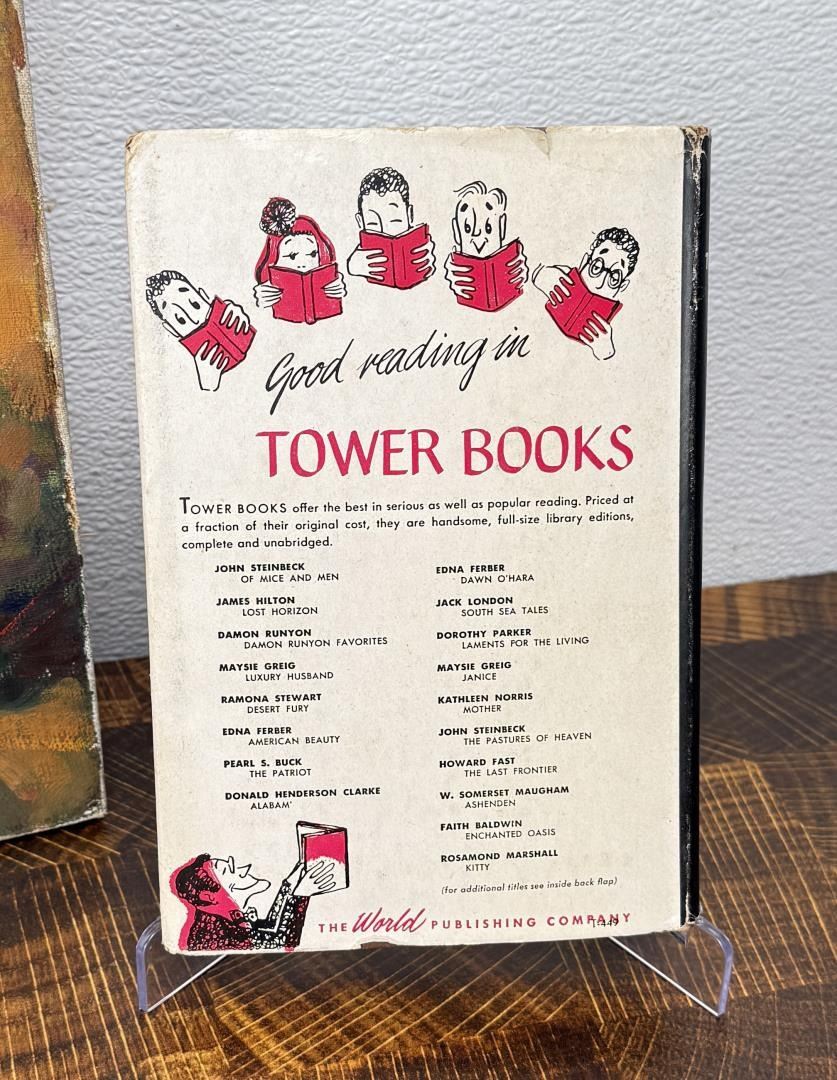 Good reading in
TOWER BOOKS
TOWER BOOKS offer the best in serious as well as popular reading. Priced at
a fraction of their original cost, they are handsome, full-size library editions,
complete and unabridged.
JOHN STEINBECK
OF MICE AND MEN
JAMES HILTON
LOST HORIZON
DAMON RUNYON
DAMON RUNYON FAVORITES
MAYSIE GREIG
LUXURY HUSBAND
RAMONA STEWART
DESERT FURY
EDNA FERBER
AMERICAN BEAUTY
PEARL S. BUCK
THE PATRIOT
DONALD HENDERSON CLARKE
ALABAM'
EDNA FERBER
DAWN O'HARA
JACK LONDON
SOUTH SEA TALES
DOROTHY PARKER
LAMENTS FOR THE LIVING
MAYSIE GREIG
JANICE
KATHLEEN NORRIS
MOTHER
JOHN STEINBECK
THE PASTURES OF HEAVEN
HOWARD FAST
THE LAST FRONTIER
W. SOMERSET MAUGHAM
ASHENDEN
FAITH BALDWIN
ENCHANTED OASIS
ROSAMOND MARSHALL
KITTY
(for additional titles see inside back flap)
THE World PUBLISHING COMPANY